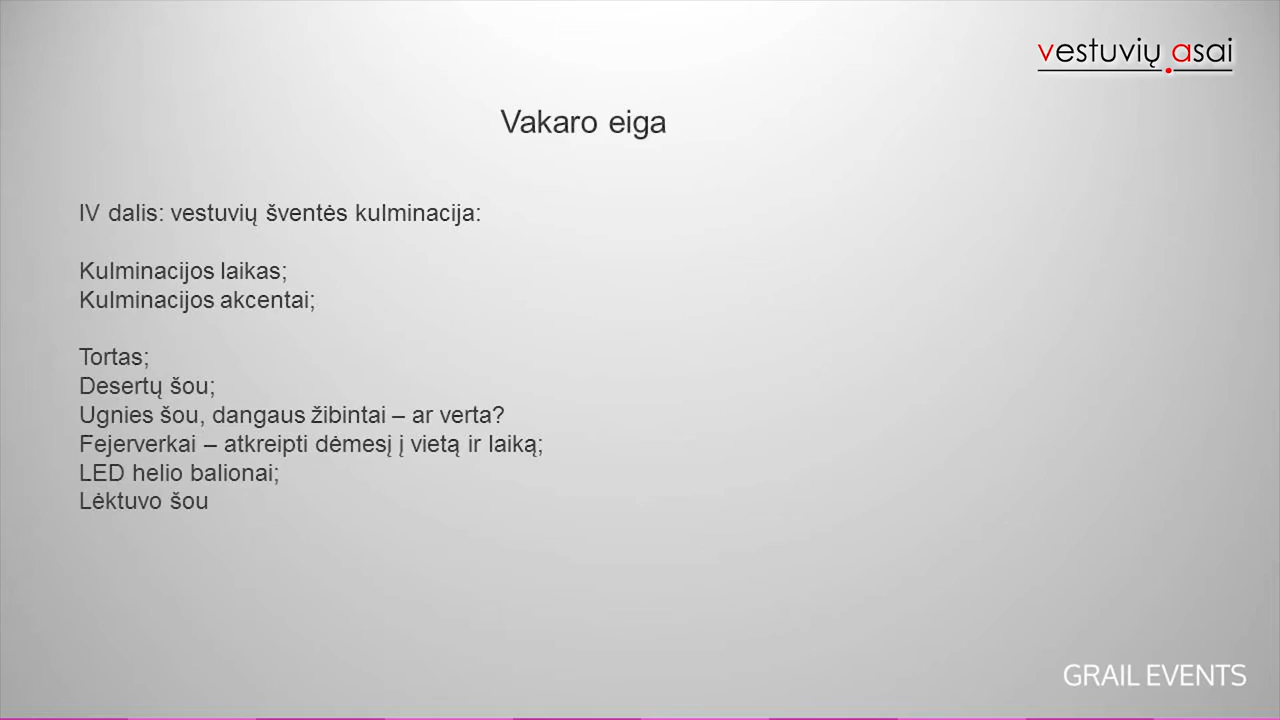 vestuvių asai
Vakaro eiga
IV dalis: vestuvių šventės kulminacija:
Kulminacijos laikas;
Kulminacijos akcentai;
Tortas;
Desertų šou;
Ugnies šou, dangaus žibintai – ar verta?
Fejerverkai – atkreipti dėmesį į vietą ir laiką;
LED helio balionai;
Lėktuvo šou
GRAIL EVENTS